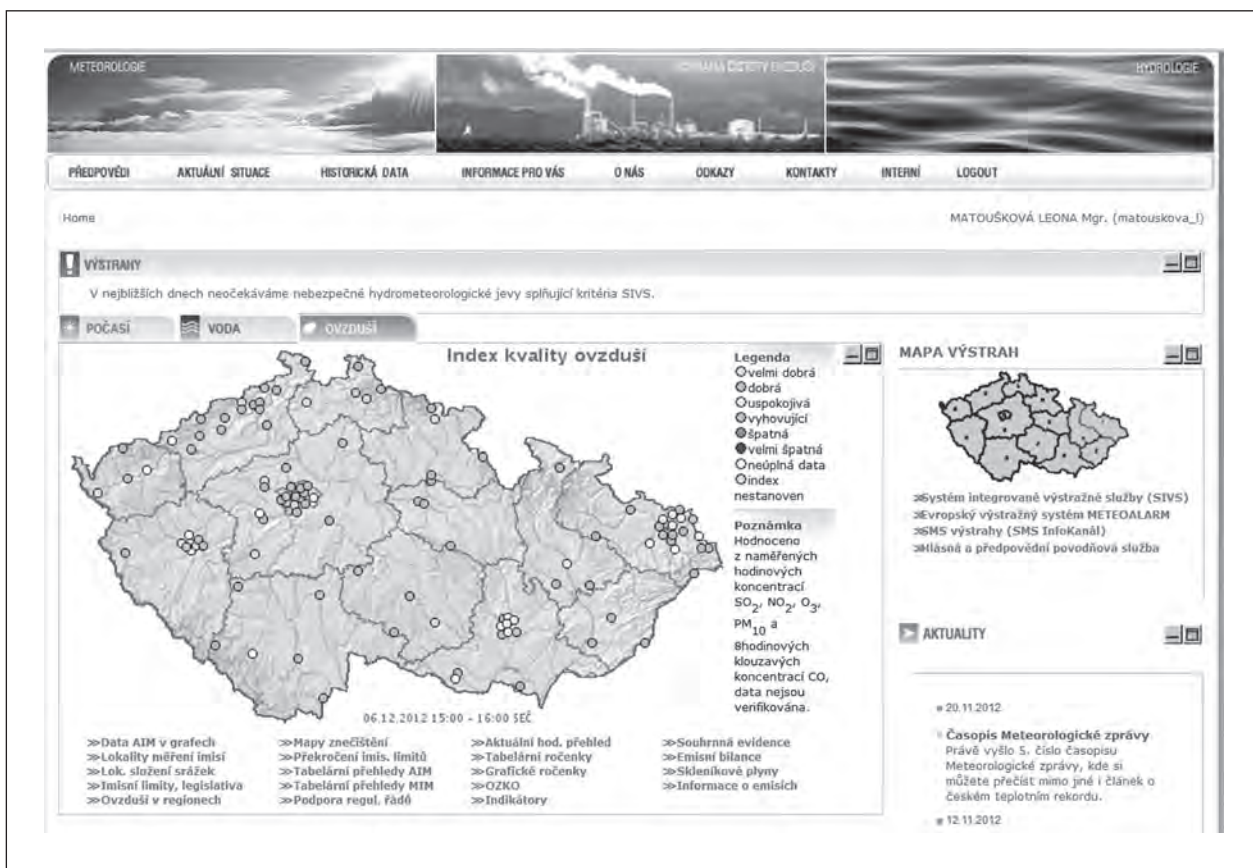 METEOROLOGIE
OCHRANA ČISTOTY OVZDUŠÍ
HYDROLOGIE
PŘEDPOVĚDI AKTUÁLNÍ SITUACE HISTORICKÁ DATA INFORMACE PRO VÁS O NÁS ODKAZY KONTAKTY INTERNÍ LOGOUT
Home
MATOUŠKOVÁ LEONA Mgr. (matouskova_l)
VÝSTRAHY
V nejbližších dnech neočekáváme nebezpečné hydrometeorologické jevy splňující kritéria SIVS.
POČASÍ VODA OVZDUŠÍ
Index kvality ovzduší
Legenda
velmi dobrá
dobrá
uspokojivá
vyhovující
špatná
velmi špatná
neúplná data
index
nestanoven
Poznámka
Hodnoceno
z naměřených
hodinových
koncentrací
SO2, NO2, O3,
PM10 a
8hodinových
klouzavých
koncentrací CO,
data nejsou
verifikována.
06.12.2012 15:00 - 16:00 SEČ
>>Data AIM v grafech
>>Lokality měření imisí
>>Lok. složení srážek
>>Imisní limity, legislativa
>>Ovzduší v regionech
>>Mapy znečištění
>>Překročení imis. limitů
>>Tabelární přehledy AIM
>>Tabelární přehledy MIM
>>Podpora regul. řádů
>>Aktuální hod. přehled
>>Tabelární ročenky
>>Grafické ročenky
>>OZKO
>>Indikátory
>>Souhrnná evidence
>>Emisní bilance
>>Skleníkové plyny
>>Informace o emisích
MAPA VÝSTRAH
>>Systém integrované výstražné služby (SIVS)
>>Evropský výstražný systém METEOALARM
>>SMS výstrahy (SMS InfoKanál)
>>Hlásná a předpovědní povodňová služba
AKTUALITY
20.11.2012
Časopis Meteorologické zprávy
Právě vyšlo 5. číslo časopisu
Meteorologické zprávy, kde si
můžete přečíst mimo jiné i článek o
českém teplotním rekordu.
12.11.2012